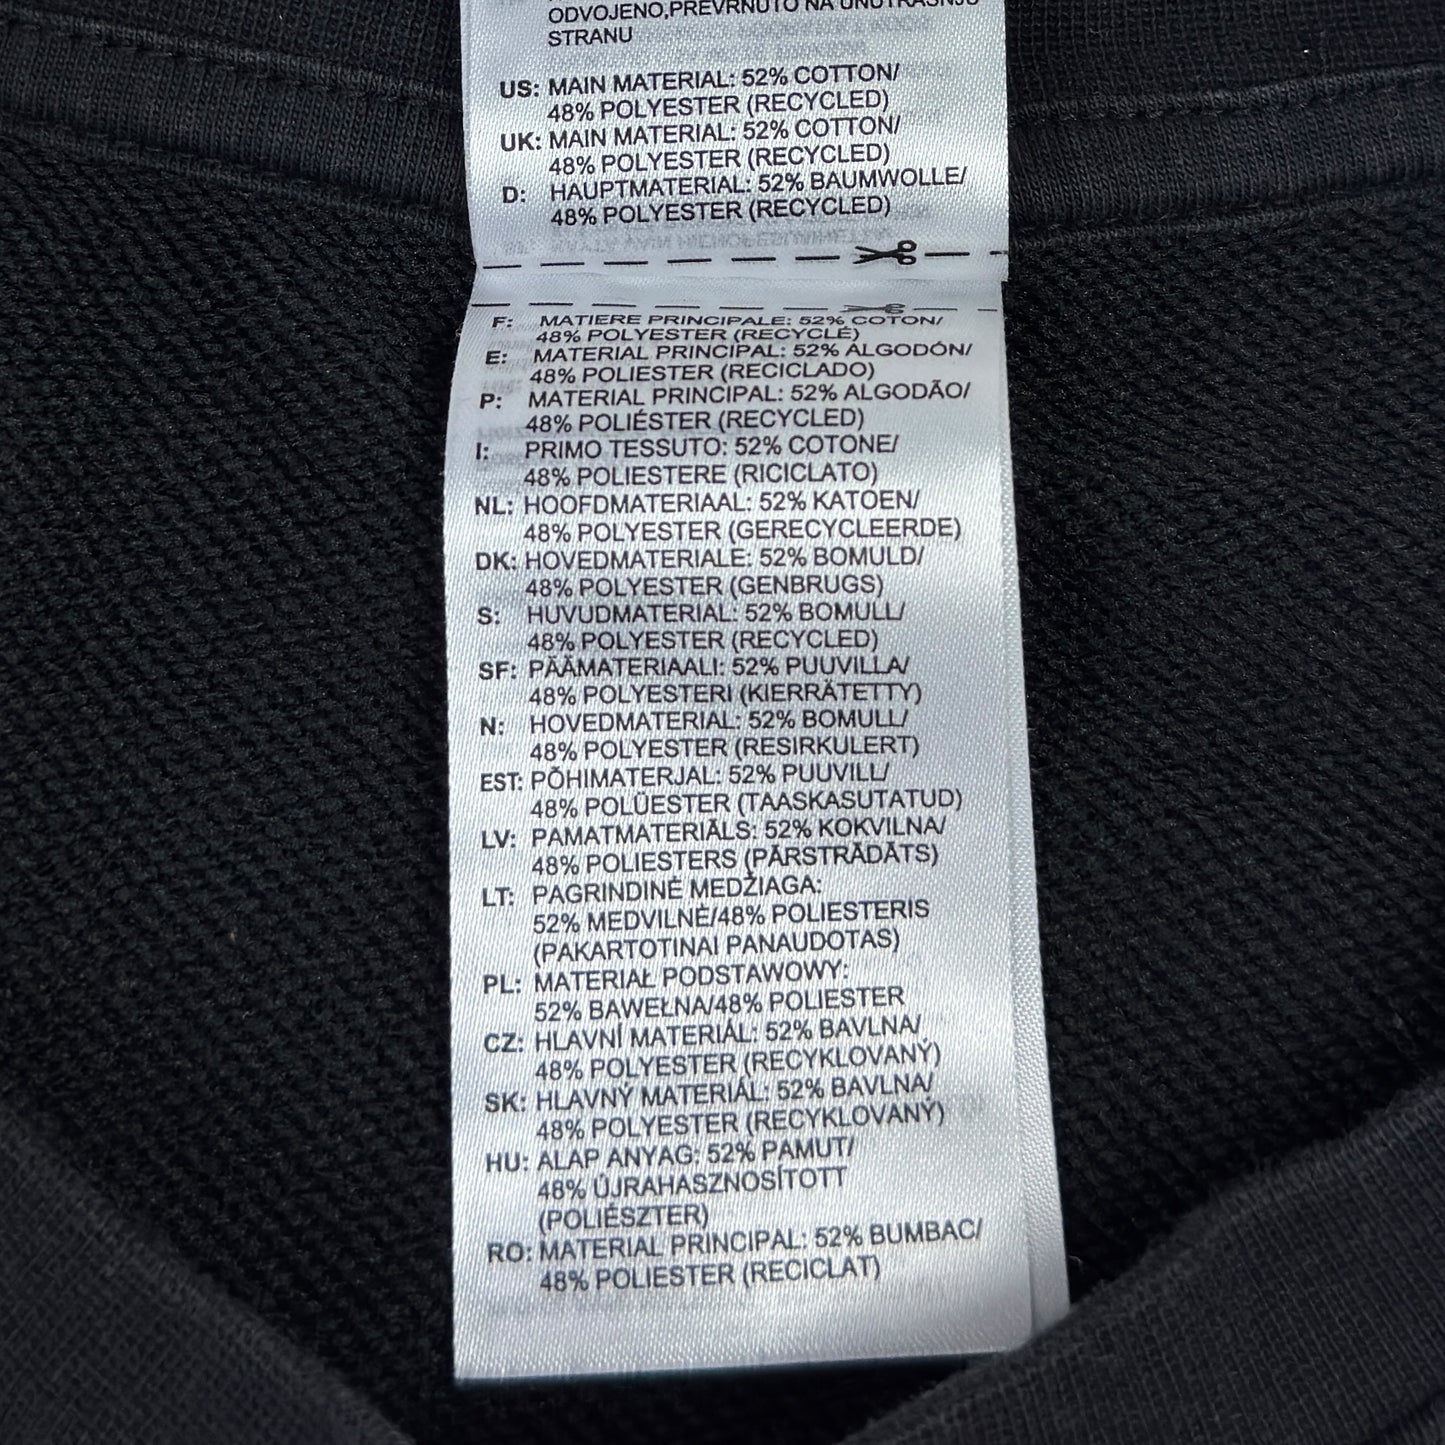 ODVOJENO,PREVRNUTO NA UNUTRAŠNJU
STRANU
US: MAIN MATERIAL: 52% COTTON/
48% POLYESTER (RECYCLED)
UK: MAIN MATERIAL: 52% COTTON/
48% POLYESTER (RECYCLED)
D: HAUPTMATERIAL: 52% BAUMWOLLE/
48% POLYESTER (RECYCLED)
F: MATIERE PRINCIPALE: 52% COTON/
48% POLYESTER (RECYCLÉ)
E: MATERIAL PRINCIPAL: 52% ALGODÓN/
48% POLIESTER (RECICLADO)
P: MATERIAL PRINCIPAL: 52% ALGODÃO/
48% POLIÉSTER (RECYCLED)
I: PRIMO TESSUTO: 52% COTONE/
48% POLIESTERE (RICICLATO)
NL: HOOFDMATERIAAL: 52% KATOEN/
48% POLYESTER (GERECYCLEERDE)
DK: HOVEDMATERIALE: 52% BOMULD/
48% POLYESTER (GENBRUGS)
S: HUVUDMATERIAL: 52% BOMULL/
48% POLYESTER (RECYCLED)
SF: PÄÄMATERIAALI: 52% PUUVILLA/
48% POLYESTERI (KIERRÄTETTY)
N: HOVEDMATERIAL: 52% BOMULL/
48% POLYESTER (RESIRKULERT)
EST: PÕHIMATERJAL: 52% PUUVILL/
48% POLÜESTER (TAASKASUTATUD)
LV: PAMATMATERIĀLS: 52% KOKVILNA/
48% POLIESTERS (PĀRSTRĀDĀTS)
LT: PAGRINDINĖ MEDŽIAGA:
52% MEDVILNĖ/48% POLIESTERIS
(PAKARTOTINAI PANAUDOTAS)
PL: MATERIAŁ PODSTAWOWY:
52% BAWEŁNA/48% POLIESTER
CZ: HLAVNÍ MATERIÁL: 52% BAVLNA/
48% POLYESTER (RECYKLOVANÝ)
SK: HLAVNÝ MATERIÁL: 52% BAVLNA/
48% POLYESTER (RECYKLOVANÝ)
HU: ALAP ANYAG: 52% PAMUT/
48% ÚJRAHASZNOSÍTOTT
(POLIÉSZTER)
RO: MATERIAL PRINCIPAL: 52% BUMBAC/
48% POLIESTER (RECICLAT)